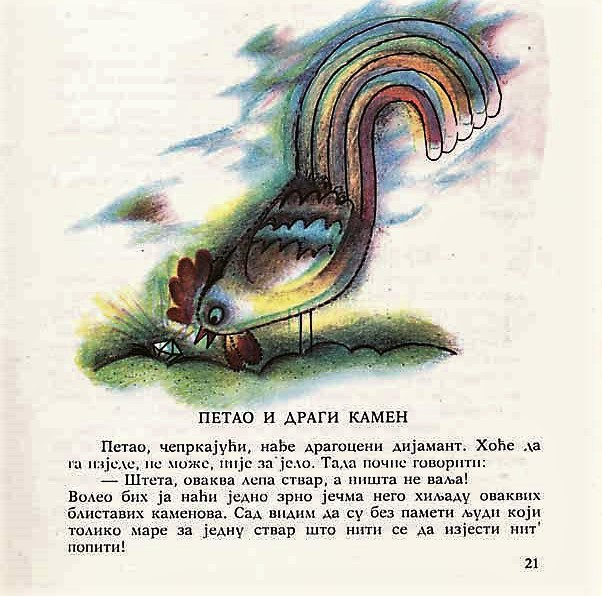 ПЕТАО И ДРАГИ КАМЕН
Петао, чепркајући, нађе драгоцени дијамант. Хоће да
га изједе, не може, није за јело. Тада почне говорити:
— Штета, оваква лепа ствар, а ништа не ваља!
Волео бих ја наћи једно зрно јечма него хиљаду оваквих
блиставих каменова. Сад видим да су без памети људи који
толико маре за једну ствар што нити се да изјести нит'
попити!
21